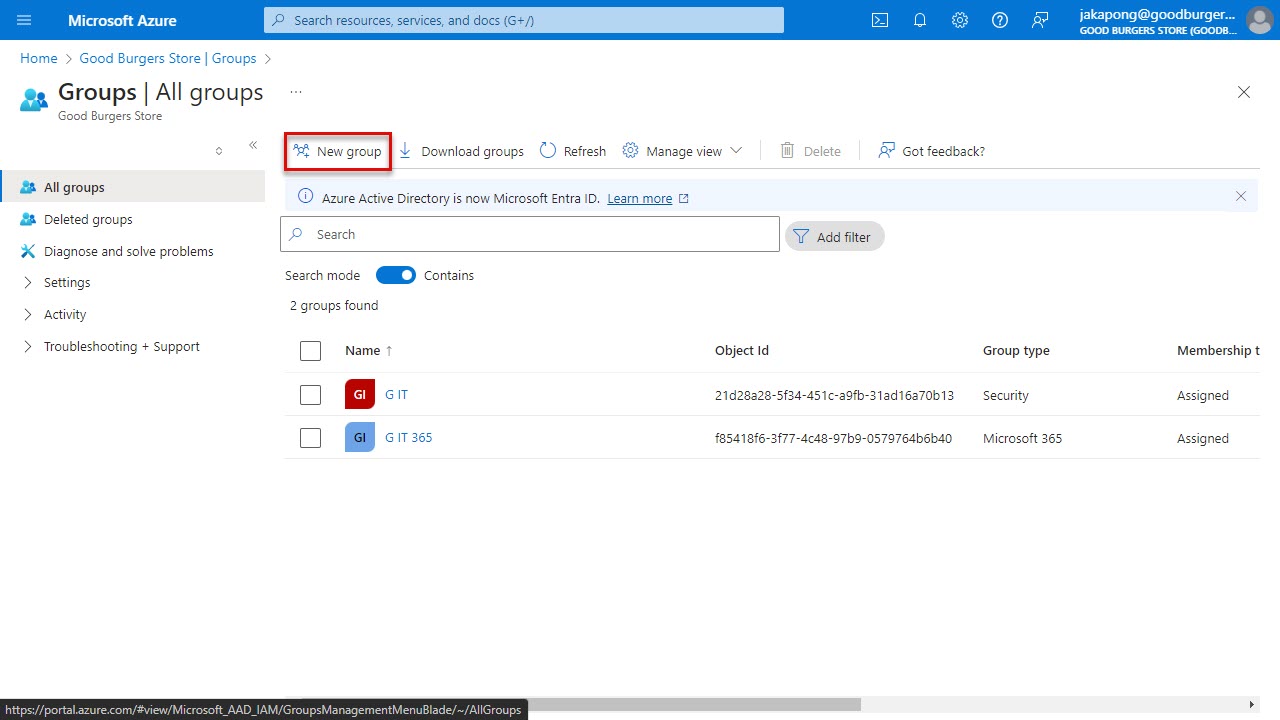 Microsoft Azure
Search resources, services, and docs (G+/)
jakapong@goodburger...
GOOD BURGERS STORE (GOODB...
Home > Good Burgers Store | Groups >
Groups | All groups ...
Good Burgers Store
New group
Download groups
Refresh
Manage view
Delete
Got feedback?
All groups
Deleted groups
Diagnose and solve problems
Settings
Activity
Troubleshooting + Support
Azure Active Directory is now Microsoft Entra ID. Learn more
Search
Add filter
Search mode Contains
2 groups found
Name ↑ Object Id Group type Membership t
GI G IT 21d28a28-5f34-451c-a9fb-31ad16a70b13 Security Assigned
GI G IT 365 f85418f6-3f77-4c48-97b9-0579764b6b40 Microsoft 365 Assigned
https://portal.azure.com/#view/Microsoft_AAD_IAM/GroupsManagementMenuBlade/~/AllGroups